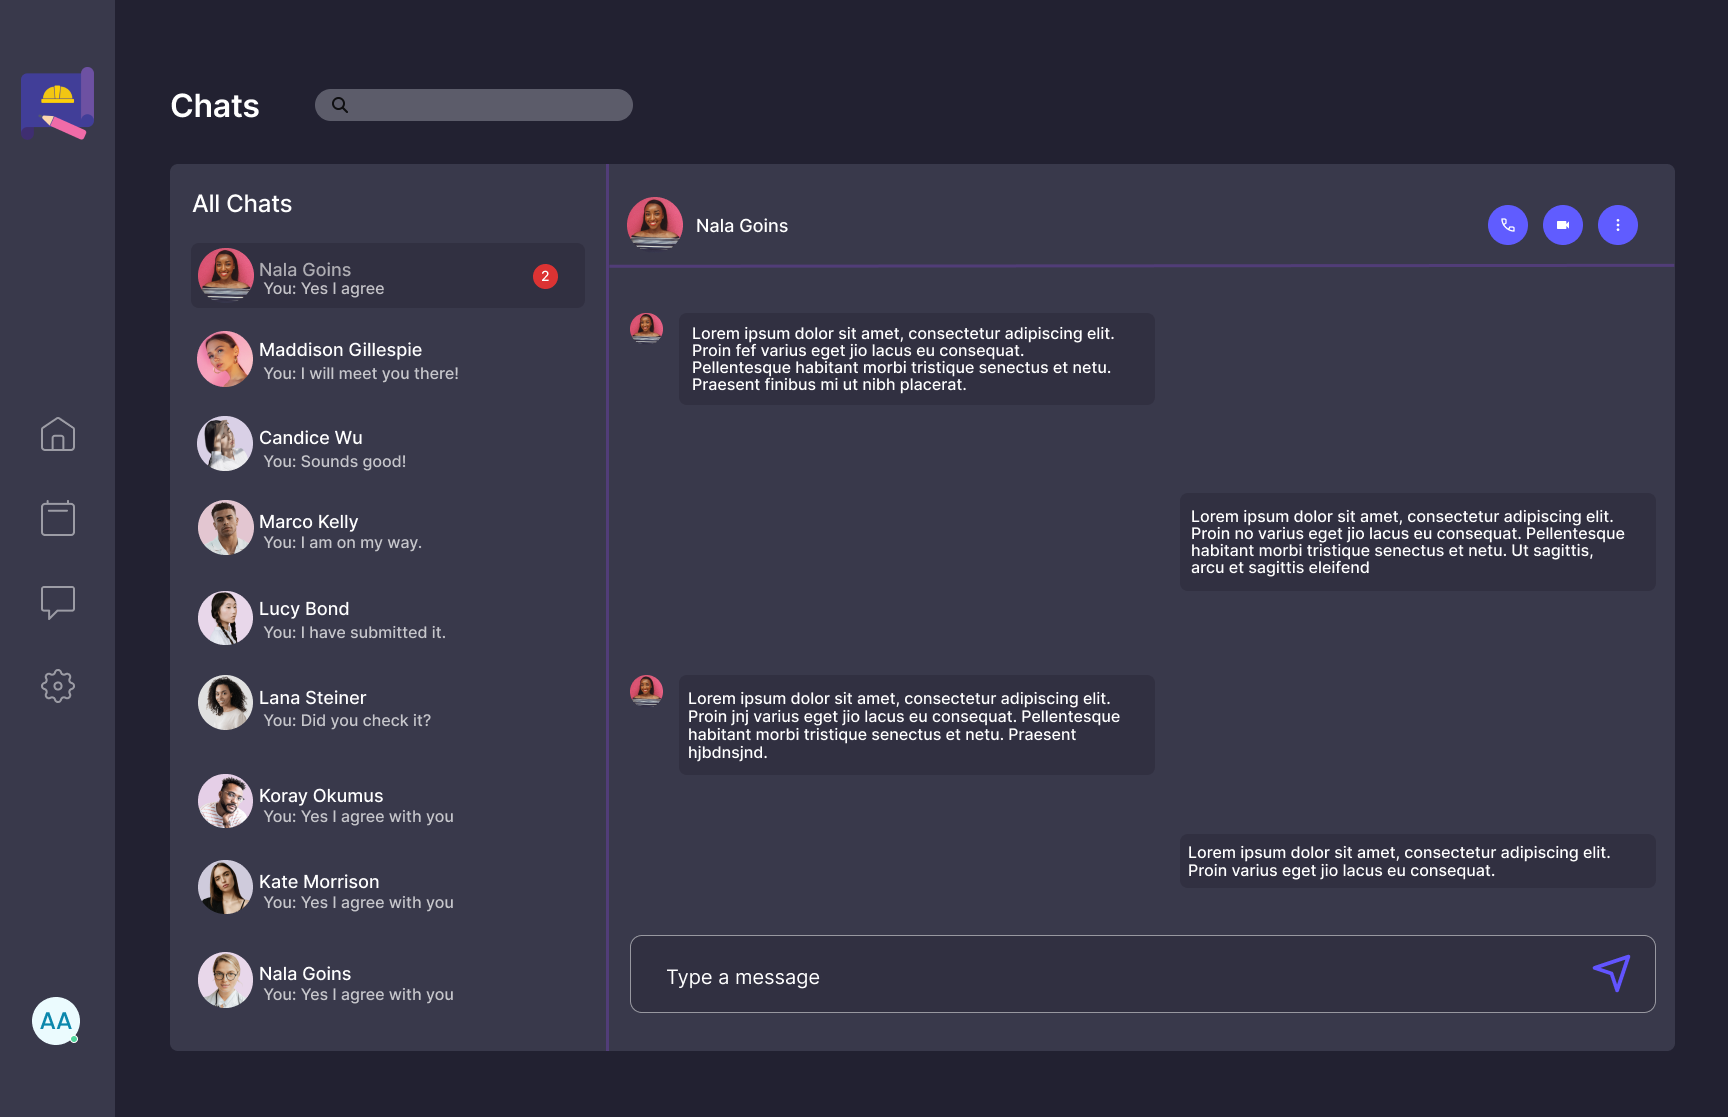 Chats
All Chats
Nala Goins
You: Yes I agree
2
Maddison Gillespie
You: I will meet you there!
Candice Wu
You: Sounds good!
Marco Kelly
You: I am on my way.
Lucy Bond
You: I have submitted it.
Lana Steiner
You: Did you check it?
Koray Okumus
You: Yes I agree with you
Kate Morrison
You: Yes I agree with you
Nala Goins
You: Yes I agree with you
AA
Nala Goins
Lorem ipsum dolor sit amet, consectetur adipiscing elit.
Proin fef varius eget jio lacus eu consequat.
Pellentesque habitant morbi tristique senectus et netu.
Praesent finibus mi ut nibh placerat.
Lorem ipsum dolor sit amet, consectetur adipiscing elit.
Proin no varius eget jio lacus eu consequat. Pellentesque
habitant morbi tristique senectus et netu. Ut sagittis,
arcu et sagittis eleifend
Lorem ipsum dolor sit amet, consectetur adipiscing elit.
Proin jnj varius eget jio lacus eu consequat. Pellentesque
habitant morbi tristique senectus et netu. Praesent
hjbdnsjnd.
Lorem ipsum dolor sit amet, consectetur adipiscing elit.
Proin varius eget jio lacus eu consequat.
Type a message